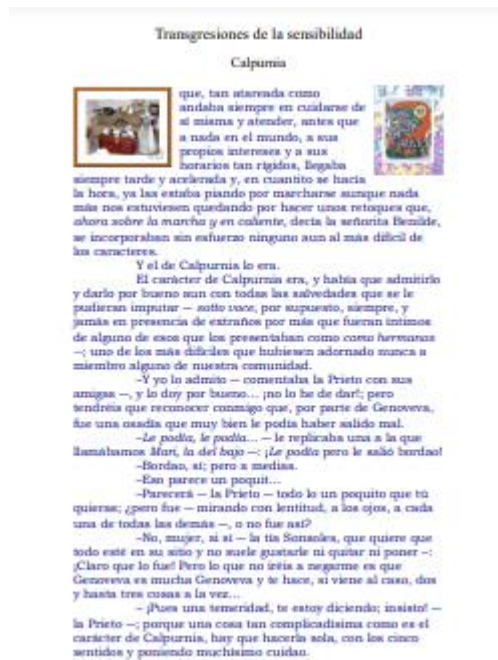 Transgresiones de la sensibilidad
Calpurnia
que, tan atareada como
andaba siempre en cuidarse de
sí misma y atender, antes que
a nada en el mundo, a sus
propios intereses y a sus
horarios tan rígidos, llegaba
siempre tarde y acelerada y, en cuantito se hacía
la hora, ya las estaba piando por marcharse aunque nada
más nos estuviesen quedando por hacer unos retoques que,
ahora sobre la marcha y en caliente, decía la señorita Benilde,
se incorporaban sin esfuerzo ninguno aun al más difícil de
los caracteres.
Y el de Calpurnia lo era.
El carácter de Calpurnia era, y había que admitirlo
y darlo por bueno aun con todas las salvedades que se le
pudieran imputar — sotto voce, por supuesto, siempre, y
jamás en presencia de extraños por más que fueran íntimos
de alguno de esos que los presentaban como como hermanos
—; uno de los más difíciles que hubiesen adornado nunca a
miembro alguno de nuestra comunidad.
–Y yo lo admito — comentaba la Prieto con sus
amigas —, y lo doy por bueno… ¡no lo he de dar!; pero
tendréis que reconocer conmigo que, por parte de Genoveva,
fue una osadía que muy bien le podía haber salido mal.
–Le podía, le podía… — le replicaba una a la que
llamábamos Mari, la del bajo —: ¡Le podía pero le salió bordao!
–Bordao, sí; pero a medias.
–Eso parece un poquit…
–Parecerá — la Prieto — todo lo un poquito que tú
quieras; ¿pero fue — mirando con lentitud, a los ojos, a cada
una de todas las demás —, o no fue así?
–No, mujer, si sí — la tía Sonsoles, que quiere que
todo esté en su sitio y no suele gustarle ni quitar ni poner –:
¡Claro que lo fue! Pero lo que no iréis a negarme es que
Genoveva es mucha Genoveva y te hace, si viene al caso, dos
y hasta tres cosas a la vez…
– ¡Pues una temeridad, te estoy diciendo; insisto! —
la Prieto —; porque una cosa tan complicadísima como es el
carácter de Calpurnia, hay que hacerla sola, con los cinco
sentidos y poniendo muchísimo cuidao.